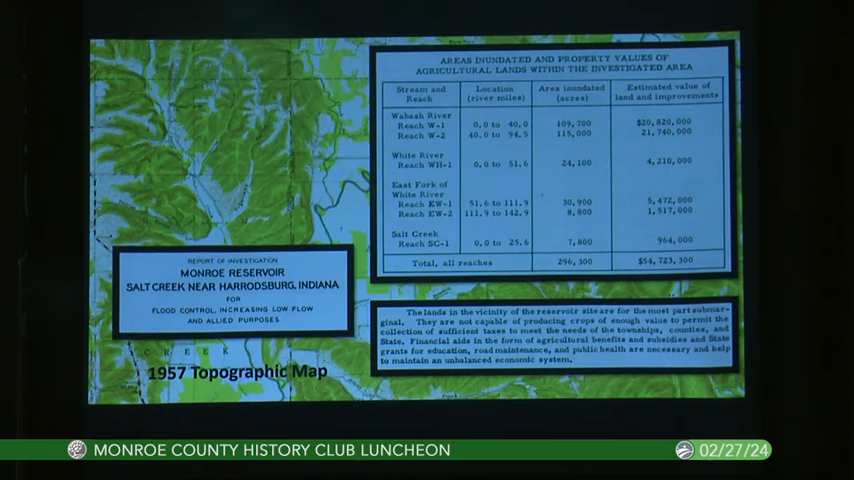 AREAS INUNDATED AND PROPERTY VALUES OF
AGRICULTURAL LANDS WITHIN THE INVESTIGATED AREA
Stream and Reach Location (river miles) Area inundated (acres) Estimated value of land and improvements
Wabash River
Reach W-1 0.0 to 40.0 109,700 $20,820,000
Reach W-2 40.0 to 94.5 115,000 21,740,000
White River
Reach WH-1 0.0 to 51.6 24,100 4,210,000
East Fork of
White River
Reach EW-1 51.6 to 111.9 30,900 5,472,000
Reach EW-2 111.9 to 142.9 8,800 1,517,000
Salt Creek
Reach SC-1 0.0 to 25.6 7,800 964,000
Total, all reaches 296,300 $54,723,300
REPORT OF INVESTIGATION
MONROE RESERVOIR
SALT CREEK NEAR HARRODSBURG, INDIANA
FOR
FLOOD CONTROL, INCREASING LOW FLOW
AND ALLIED PURPOSES
The lands in the vicinity of the reservoir site are for the most part submar-
ginal. They are not capable of producing crops of enough value to permit the
collection of sufficient taxes to meet the needs of the townships, counties, and
State. Financial aids in the form of agricultural benefits and subsidies and State
grants for education, road maintenance, and public health are necessary and help
to maintain an unbalanced economic system.
CREEK
1957 Topographic Map
MONROE COUNTY HISTORY CLUB LUNCHEON
02/27/24